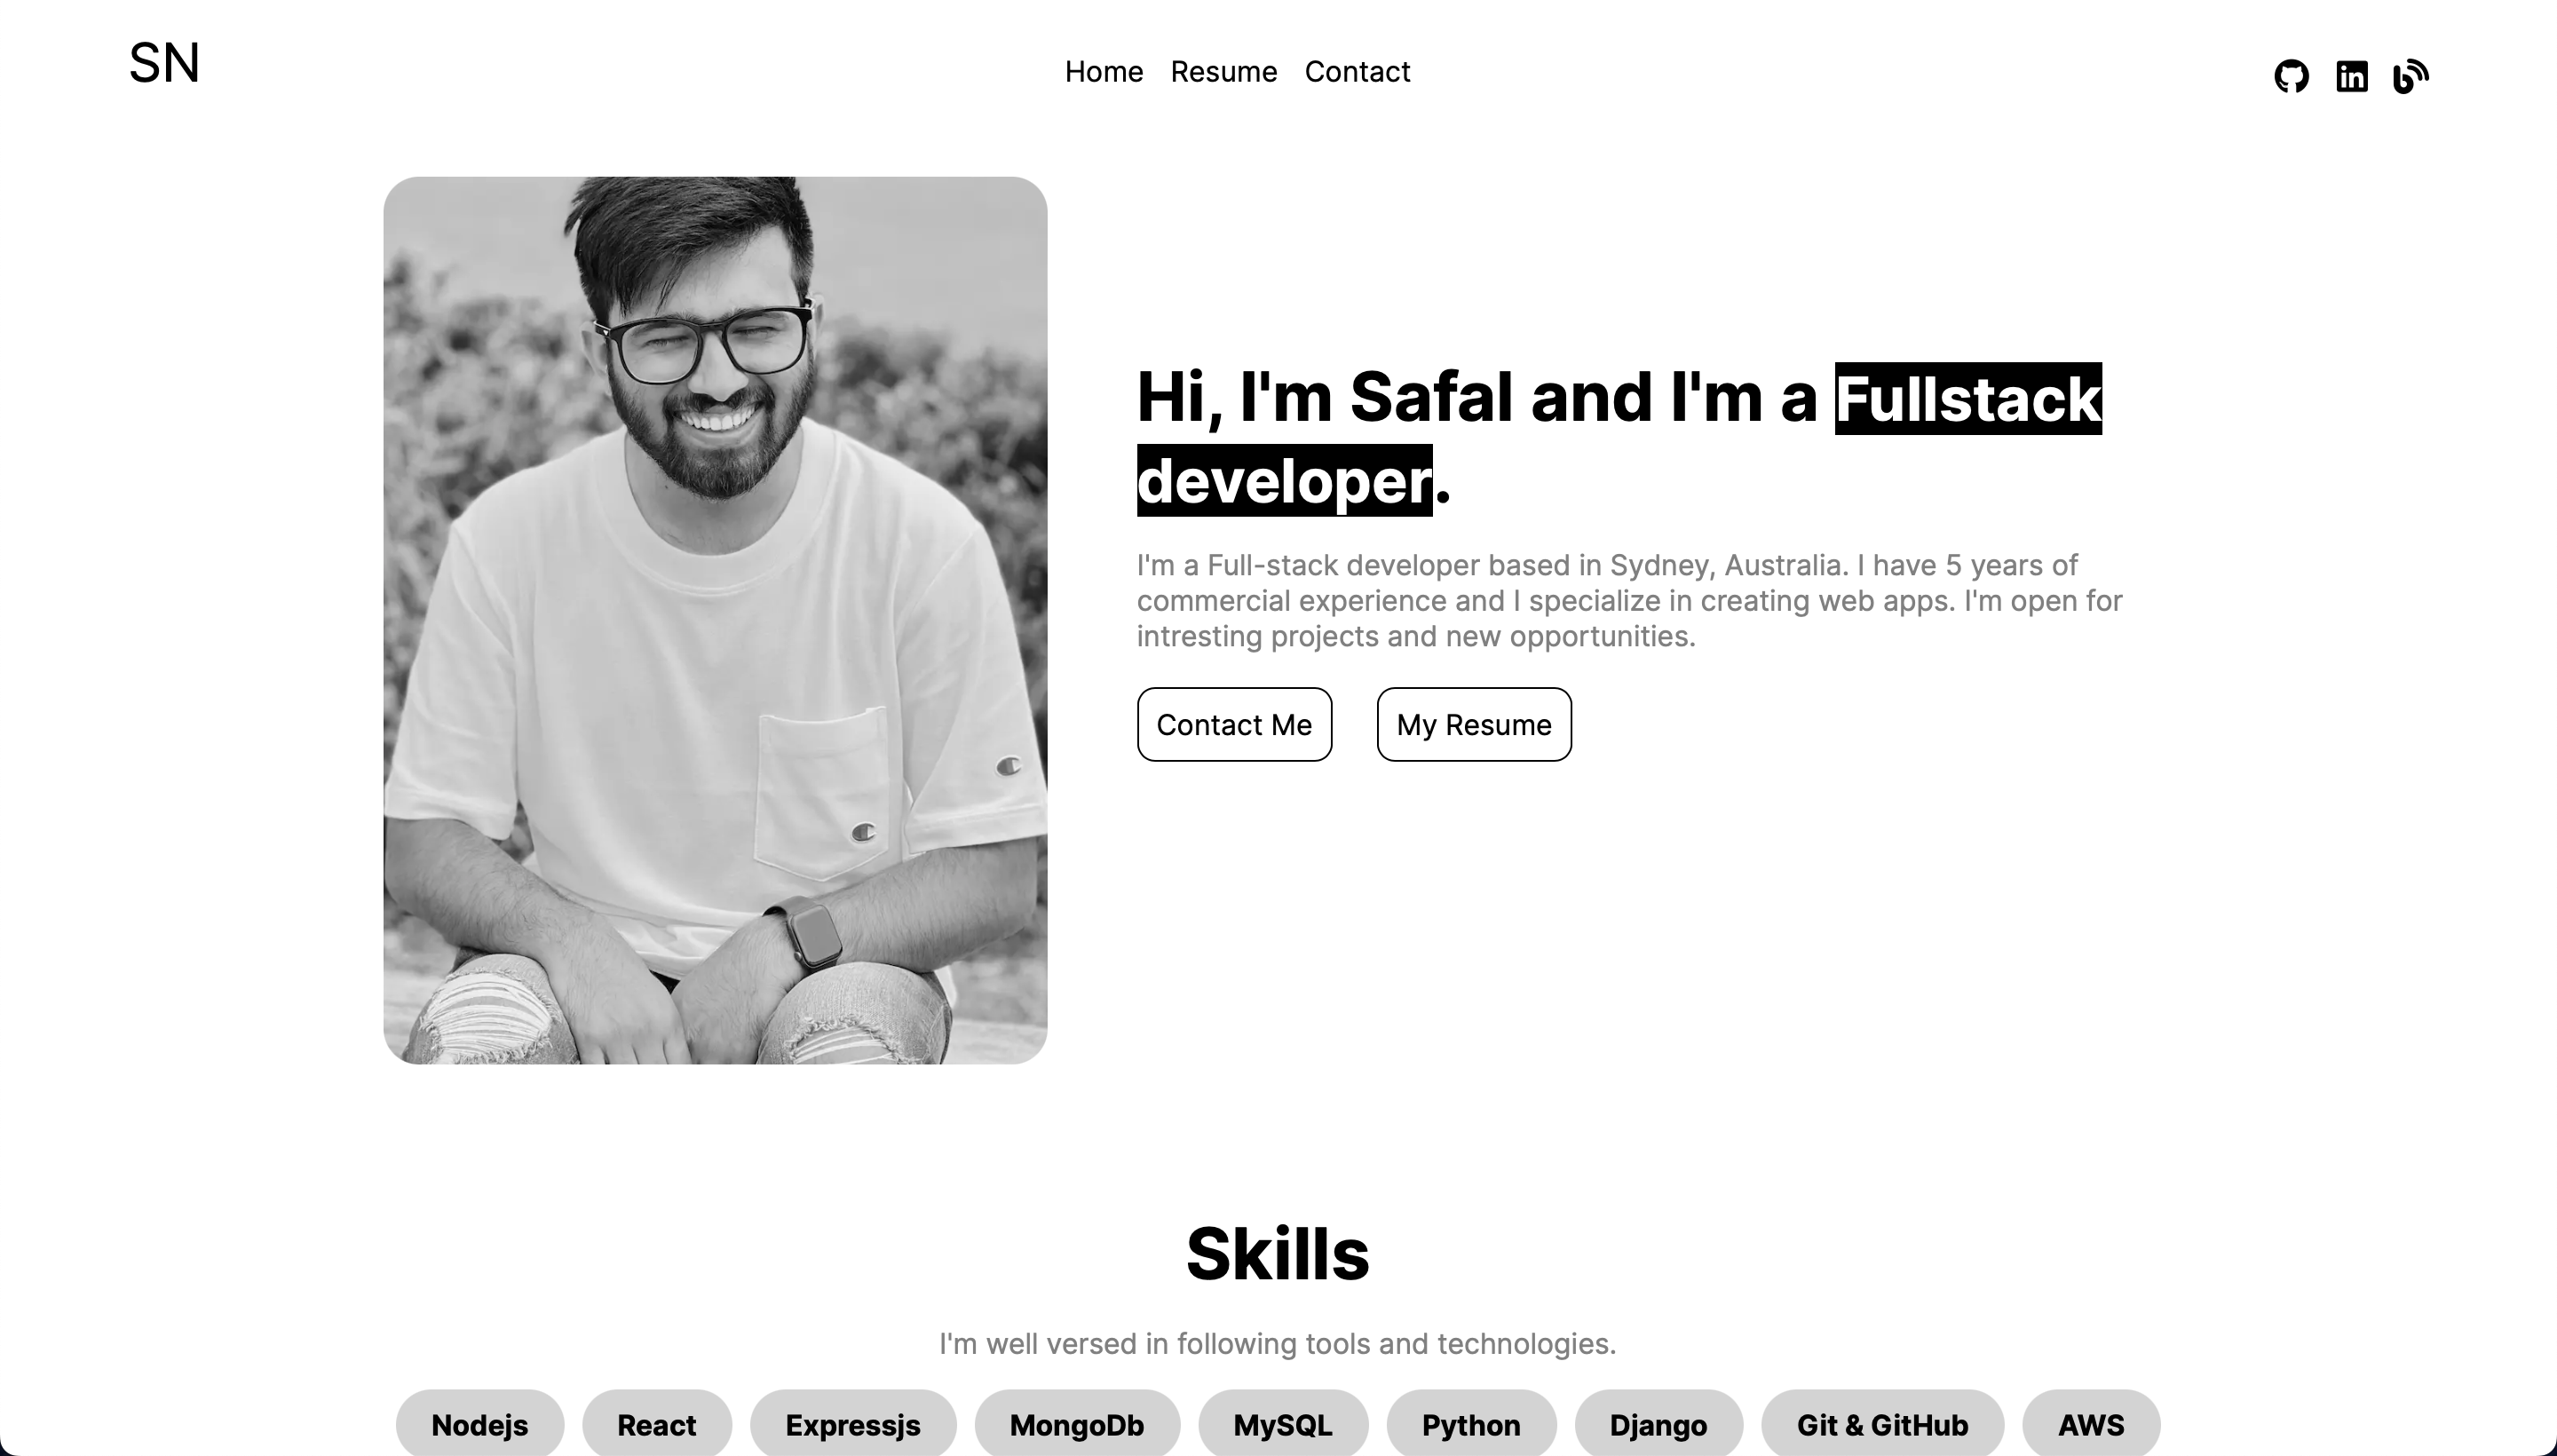 SN
Home Resume Contact
Hi, I'm Safal and I'm a Fullstack
developer.
I'm a Full-stack developer based in Sydney, Australia. I have 5 years of
commercial experience and I specialize in creating web apps. I'm open for
intresting projects and new opportunities.
Contact Me My Resume
Skills
I'm well versed in following tools and technologies.
Nodejs React Expressjs MongoDb MySQL Python Django Git & GitHub AWS